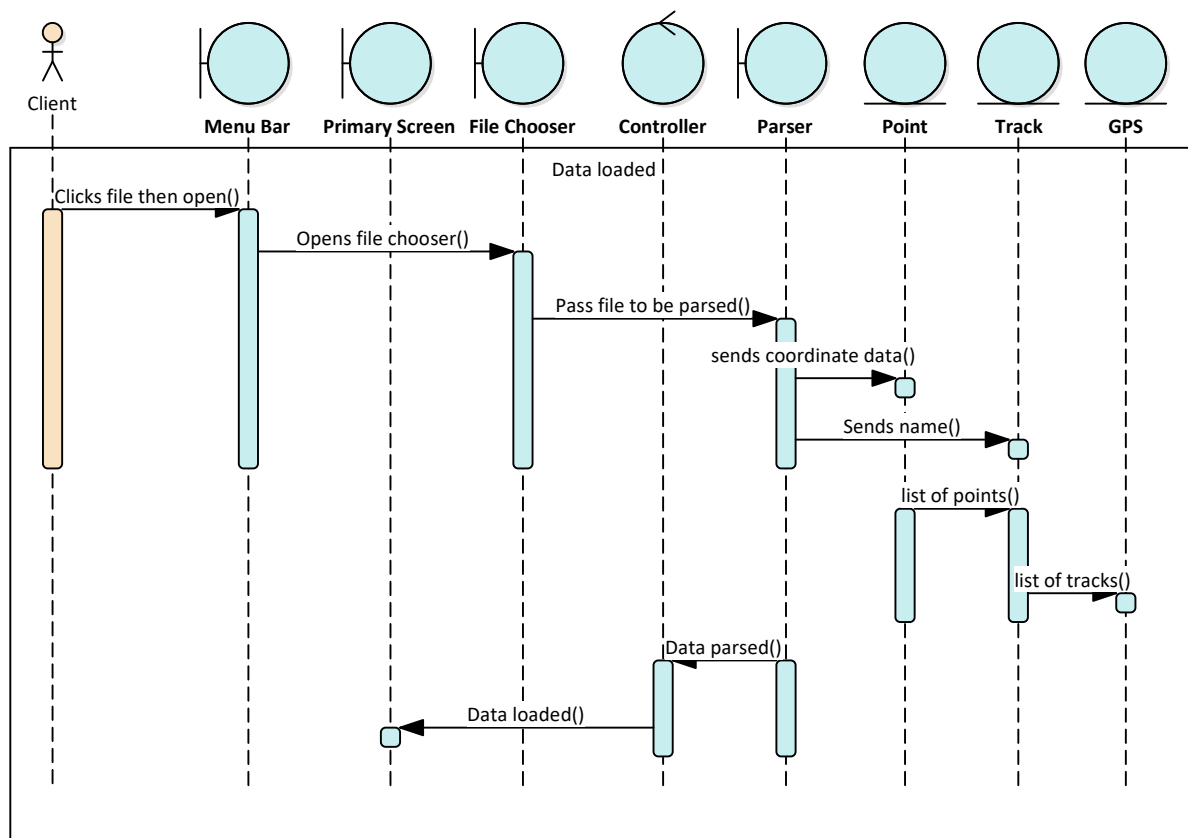 Client
Menu Bar
Primary Screen
File Chooser
Controller
Parser
Point
Track
GPS
Data loaded
Clicks file then open()
Opens file chooser()
Pass file to be parsed()
sends coordinate data()
Sends name()
list of points()
list of tracks()
Data parsed()
Data loaded()